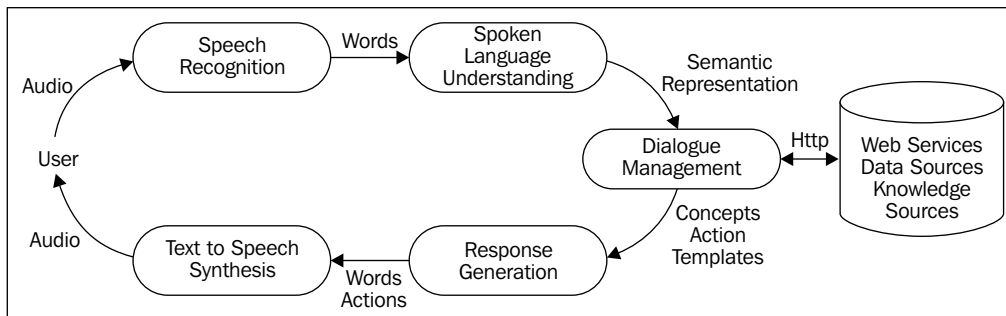 Speech
Recognition
Words
Spoken
Language
Understanding
Semantic
Representation
Audio
User
Dialogue
Management
Http
Web Services
Data Sources
Knowledge
Sources
Concepts
Action
Templates
Audio
Text to Speech
Synthesis
Words
Actions
Response
Generation